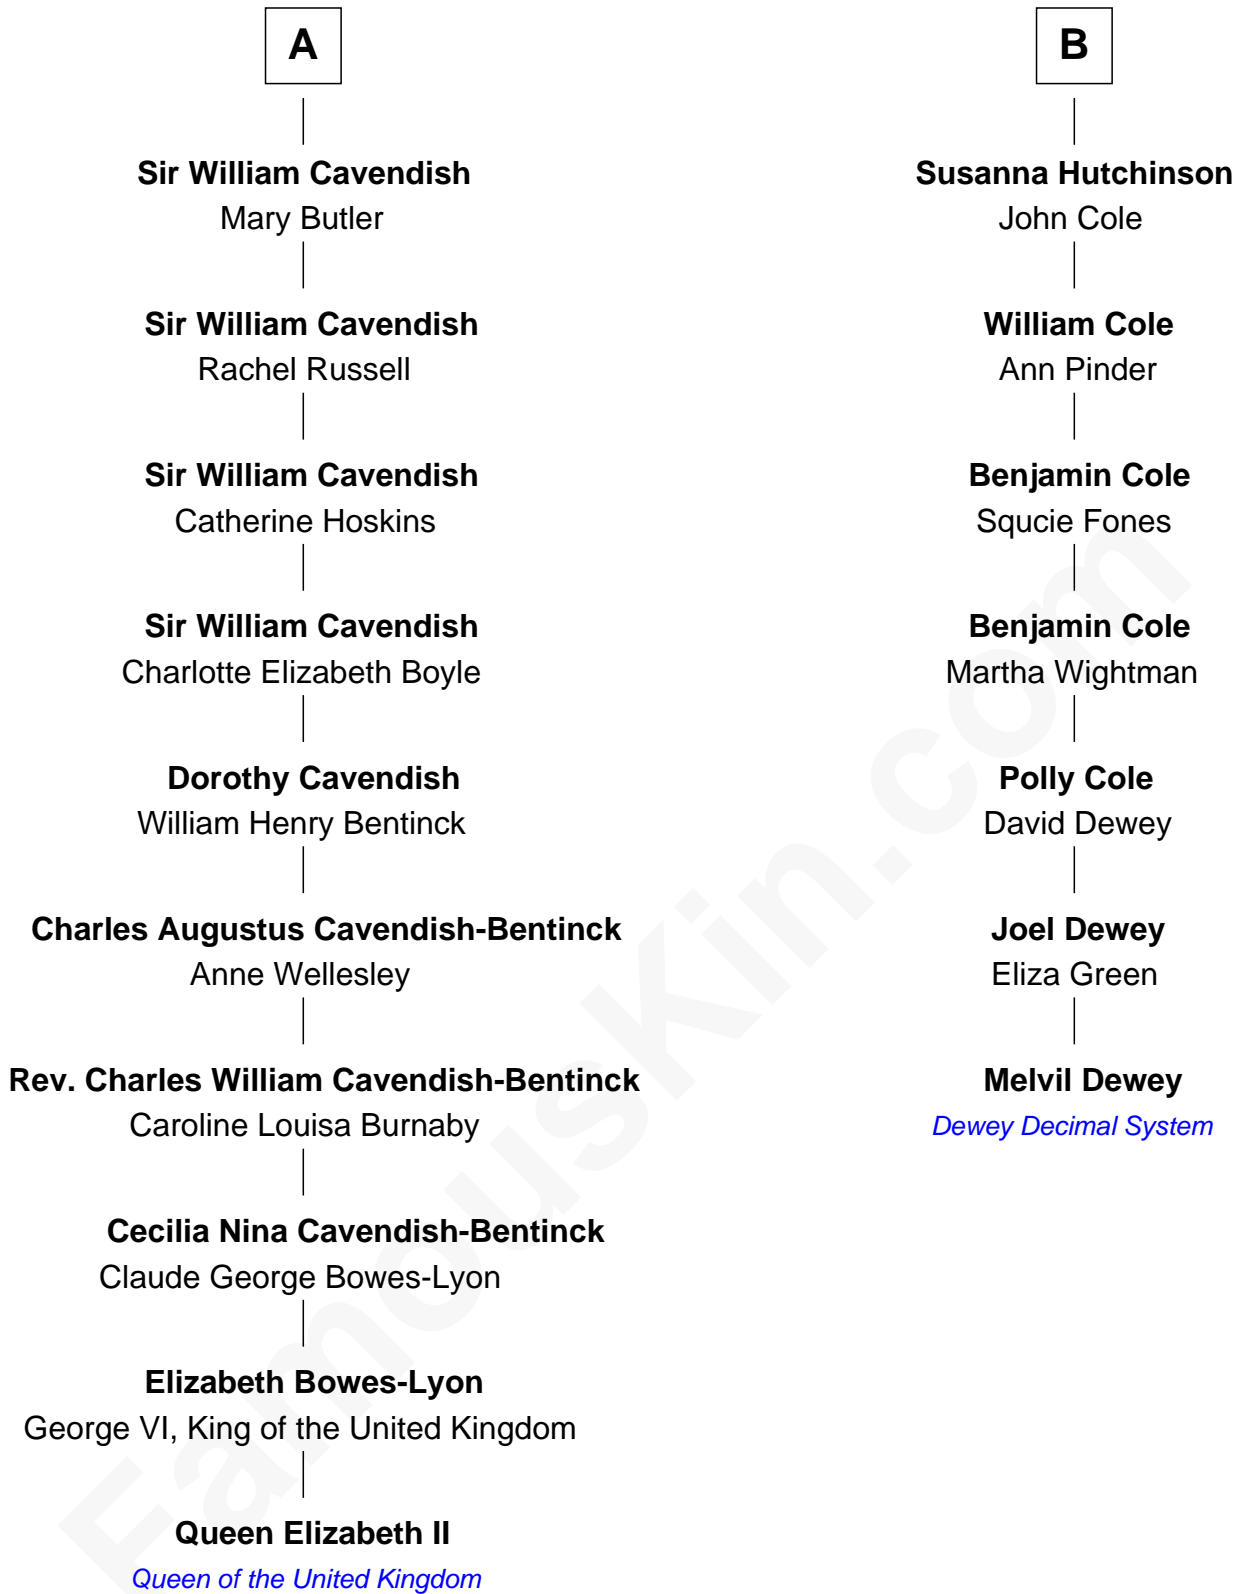 A
Sir William Cavendish
Mary Butler
Sir William Cavendish
Rachel Russell
Sir William Cavendish
Catherine Hoskins
Sir William Cavendish
Charlotte Elizabeth Boyle
Dorothy Cavendish
William Henry Bentinck
Charles Augustus Cavendish-Bentinck
Anne Wellesley
Rev. Charles William Cavendish-Bentinck
Caroline Louisa Burnaby
Cecilia Nina Cavendish-Bentinck
Claude George Bowes-Lyon
Elizabeth Bowes-Lyon
George VI, King of the United Kingdom
Queen Elizabeth II
Queen of the United Kingdom
B
Susanna Hutchinson
John Cole
William Cole
Ann Pinder
Benjamin Cole
Squcie Fones
Benjamin Cole
Martha Wightman
Polly Cole
David Dewey
Joel Dewey
Eliza Green
Melvil Dewey
Dewey Decimal System
FamousKin.com